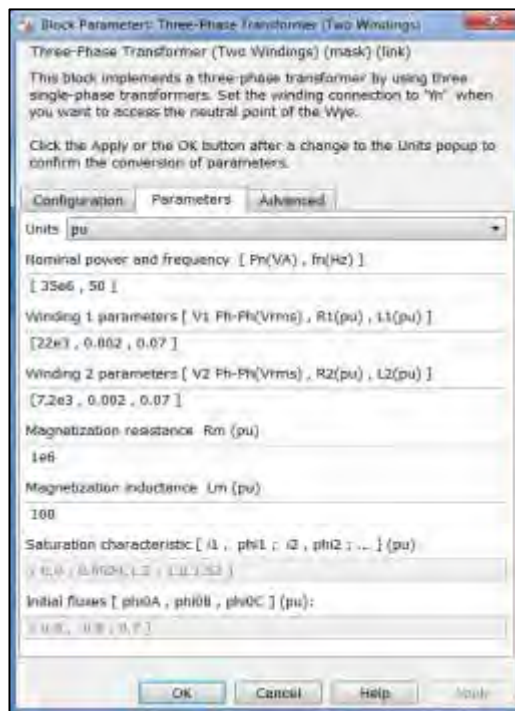 Block Parameters: Three-Phase Transformer (Two Windings)
Three-Phase Transformer (Two Windings) (mask) (link)
This block implements a three-phase transformer by using three
single-phase transformers. Set the winding connection to 'Yn' when
you want to access the neutral point of the Wye.
Click the Apply or the OK button after a change to the Units popup to
confirm the conversion of parameters.
Configuration Parameters Advanced
Units pu
Nominal power and frequency [ Pn(VA) , fn(Hz) ]
[ 35e6 , 50 ]
Winding 1 parameters [ V1 Ph-Ph(Vrms) , R1(pu) , L1(pu) ]
[22e3 , 0.002 , 0.07 ]
Winding 2 parameters [ V2 Ph-Ph(Vrms) , R2(pu) , L2(pu) ]
[7.2e3 , 0.002 , 0.07 ]
Magnetization resistance Rm (pu)
1e6
Magnetization inductance Lm (pu)
100
Saturation characteristic [ i1 , phi1 ; i2 , phi2 ; ... ] (pu)
Initial fluxes [ phi0A , phi0B , phi0C ] (pu):
OK Cancel Help Apply